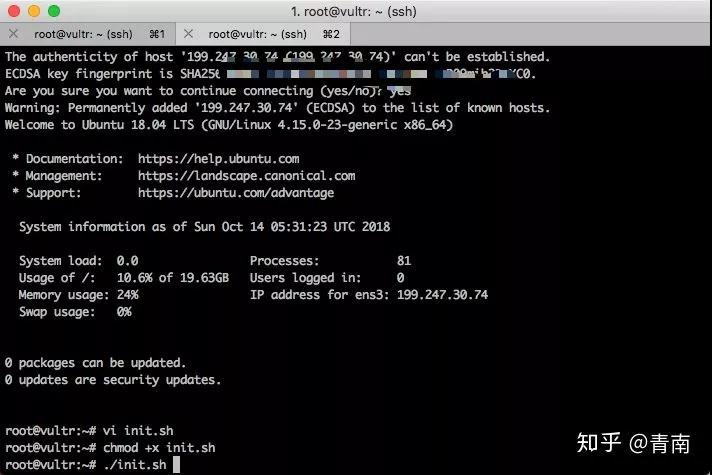 1. root@vultr: ~ (ssh)
root@vultr: ~ (ssh) ⌘1 root@vultr: ~ (ssh) ⌘2
The authenticity of host '199.247.30.74 (199.247.30.74)' can't be established.
ECDSA key fingerprint is SHA256
Are you sure you want to continue connecting (yes/no)? yes
Warning: Permanently added '199.247.30.74' (ECDSA) to the list of known hosts.
Welcome to Ubuntu 18.04 LTS (GNU/Linux 4.15.0-23-generic x86_64)
* Documentation: https://help.ubuntu.com
* Management: https://landscape.canonical.com
* Support: https://ubuntu.com/advantage
System information as of Sun Oct 14 05:31:23 UTC 2018
System load: 0.0 Processes: 81
Usage of /: 10.6% of 19.63GB Users logged in: 0
Memory usage: 24% IP address for ens3: 199.247.30.74
Swap usage: 0%
0 packages can be updated.
0 updates are security updates.
root@vultr:~# vi init.sh
root@vultr:~# chmod +x init.sh
root@vultr:~# ./init.sh
知乎 @青南